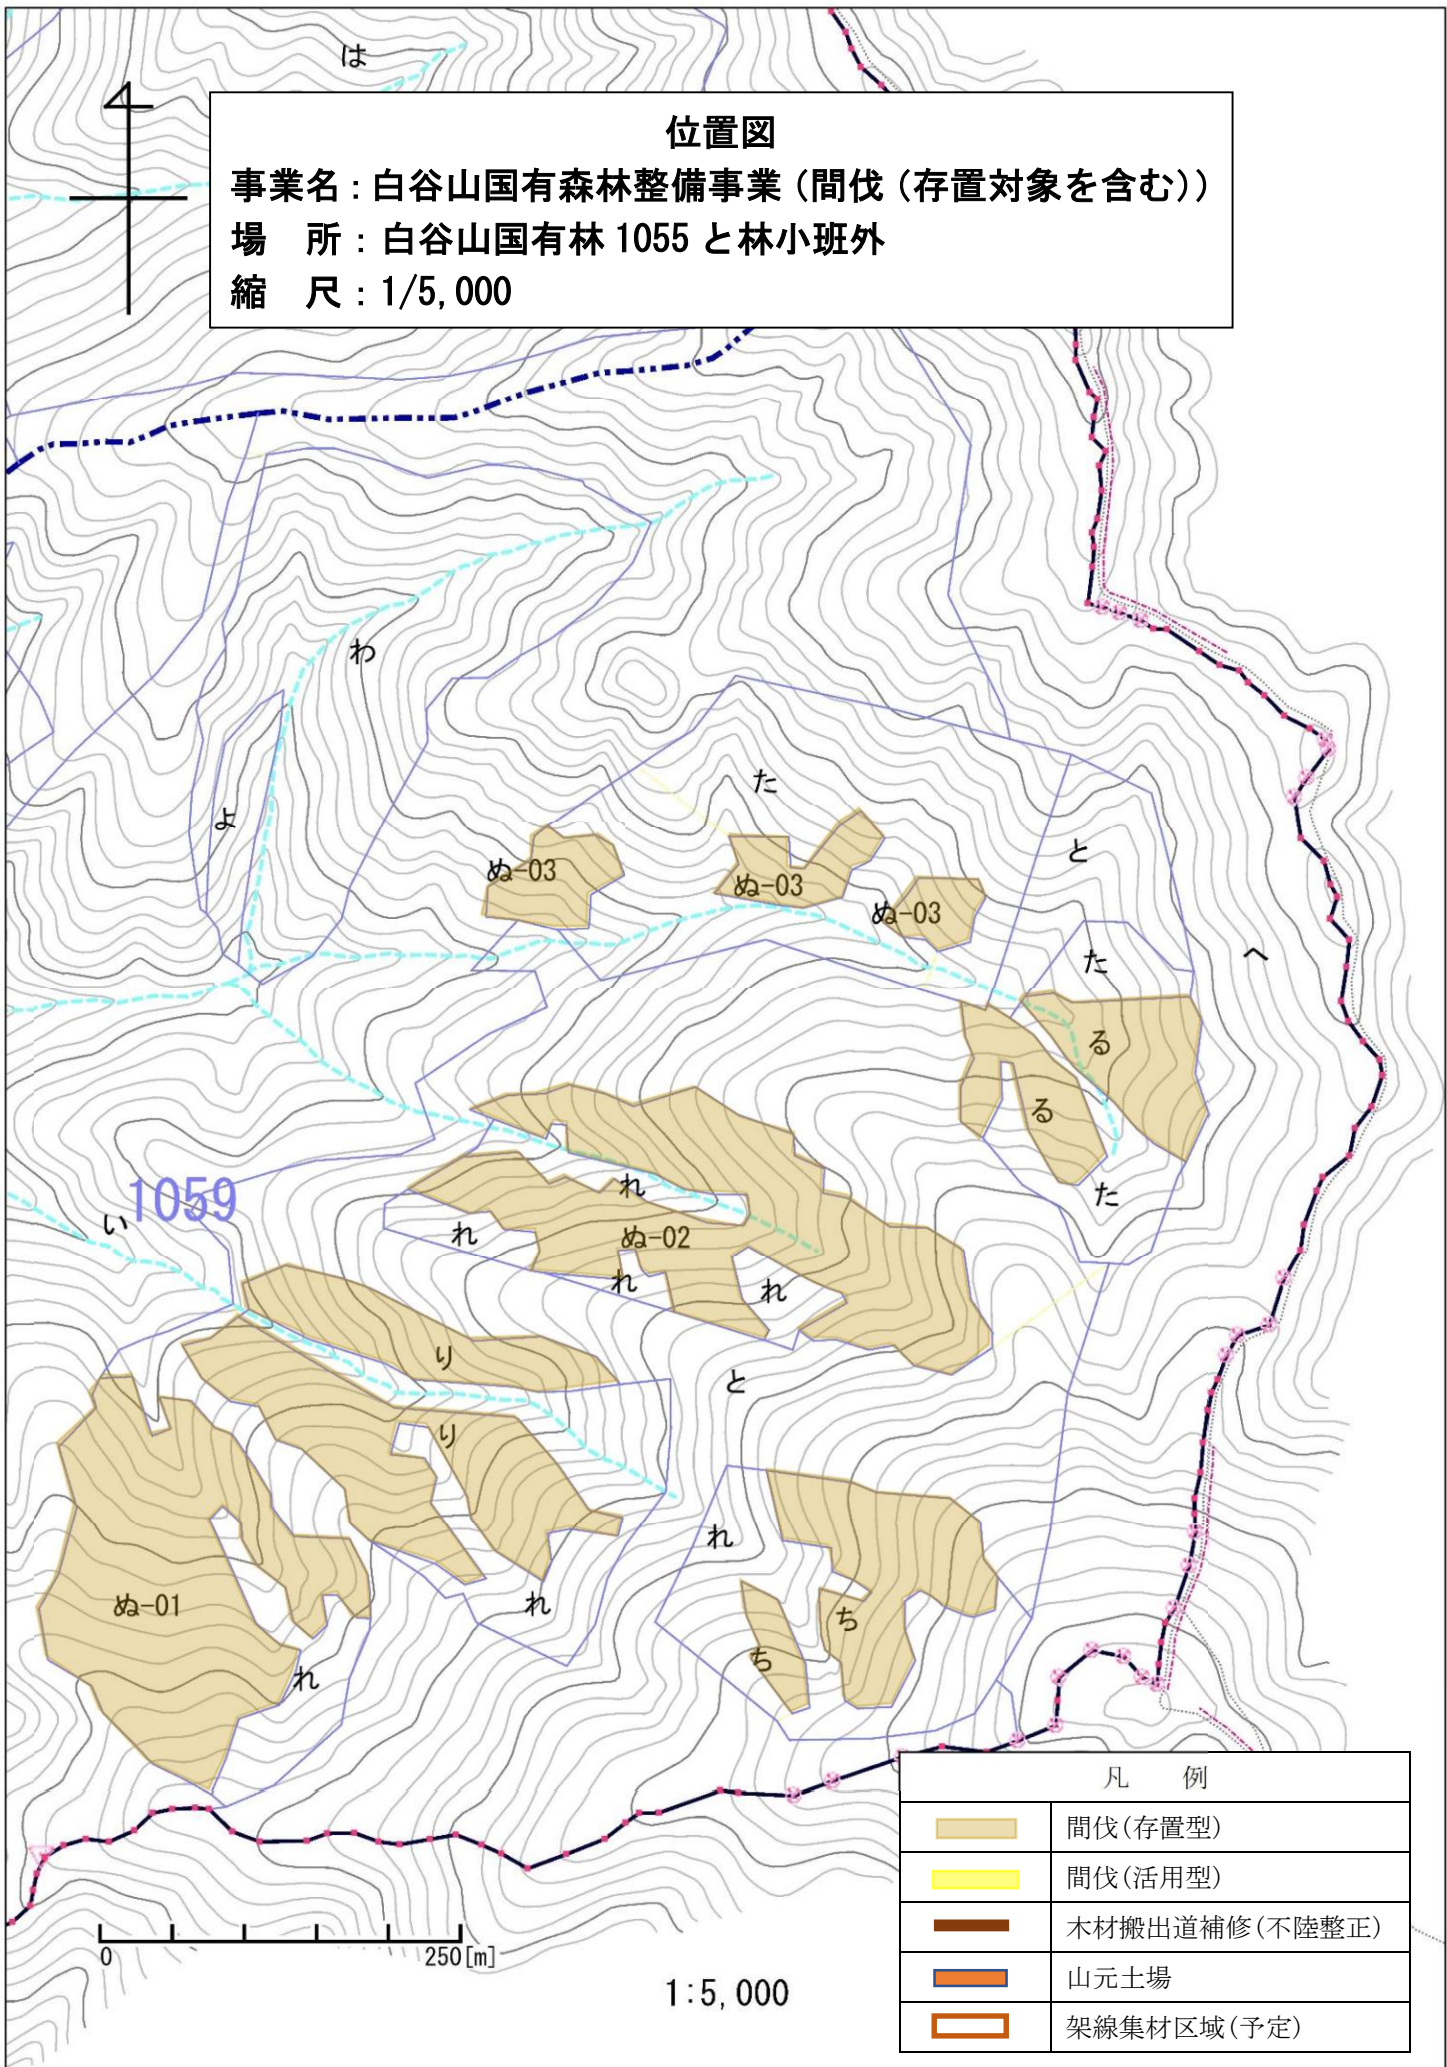 は
位置図
事業名：白谷山国有森林整備事業（間伐（存置対象を含む））
場　所：白谷山国有林 1055 と林小班外
縮　尺：1/5,000
わ
た
よ
と
ぬ-03
ぬ-03
ぬ-03
た
へ
る
る
れ
た
1059
い
れ
ぬ-02
れ
れ
り
と
り
れ
ぬ-01
れ
ち
ち
れ
凡　例
間伐(存置型)
間伐(活用型)
木材搬出道補修(不陸整正)
山元土場
架線集材区域(予定)
0
250[m]
1:5,000